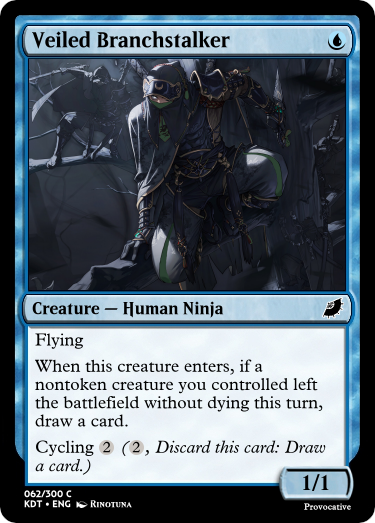 Veiled Branchstalker
Creature — Human Ninja
Flying
When this creature enters, if a
nontoken creature you controlled left
the battlefield without dying this turn,
draw a card.
Cycling 2 (2, Discard this card: Draw
a card.)
1/1
062/300 C
KDT • ENG Rinotuna
Provocative